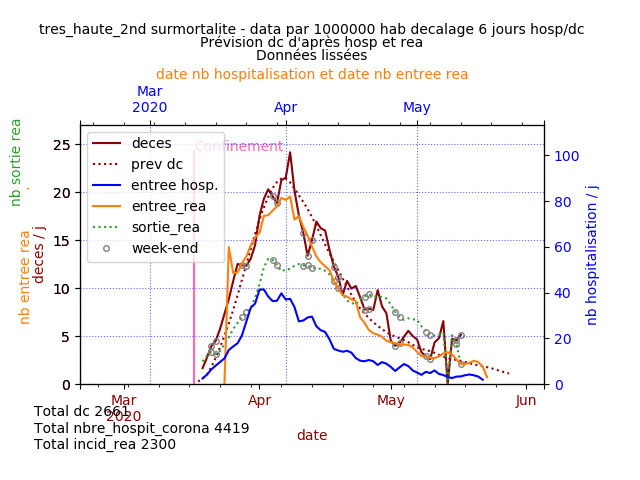 tres_haute_2nd surmortalite - data par 1000000 hab decalage 6 jours hosp/dc
Prévision dc d'après hosp et rea
Données lissées
date nb hospitalisation et date nb entree rea
Mar
2020
Apr
May
nb sortie rea
nb entree rea
deces / j
25
20
15
10
5
0
deces
prev dc
entree hosp.
entree_rea
sortie_rea
week-end
Confinement
100
80
60
40
20
0
nb hospitalisation / j
Mar
2020
Apr
May
Jun
date
Total dc 2661
Total nbre_hospit_corona 4419
Total incid_rea 2300